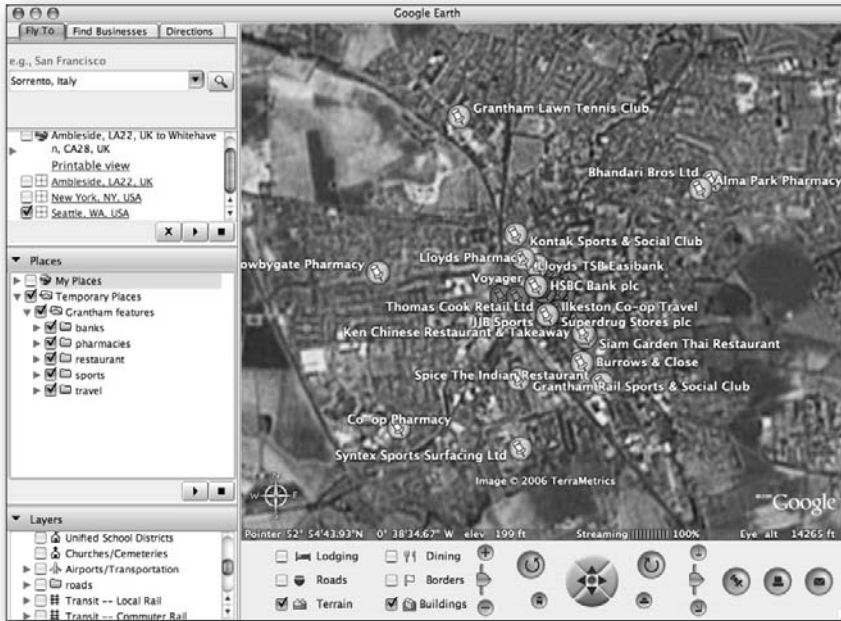 Google Earth
Fly To
Find Businesses
Directions
e.g., San Francisco
Sorrento, Italy
Ambleside, LA22, UK to Whitehave
n, CA28, UK
Printable view
Ambleside, LA22, UK
New York, NY, USA
Seattle, WA, USA
Places
My Places
Temporary Places
Grantham features
banks
pharmacies
restaurant
sports
travel
Layers
Unified School Districts
Churches/Cemeteries
Airports/Transportation
roads
Transit -- Local Rail
Transit -- Commuter Rail
Grantham Lawn Tennis Club
Bhandari Bros Ltd
Alma Park Pharmacy
Kontak Sports & Social Club
Lloyds Pharmacy
Lloyds TSB Easibank
owbygate Pharmacy
Voyager
HSBC Bank plc
Thomas Cook Retail Ltd
Ilkeston Co-op Travel
JJB Sports
Superdrug Stores plc
Ken Chinese Restaurant & Takeaway
Siam Garden Thai Restaurant
Burrows & Close
Spice The Indian Restaurant
Grantham Rail Sports & Social Club
Co-op Pharmacy
Syntex Sports Surfacing Ltd
Image © 2006 TerraMetrics
N
W
E
Google
Pointer 52° 54'43.93"N 0° 38'34.67" W elev 199 ft Streaming |||||||||| 100% Eye alt 14265 ft
Lodging
Dining
Roads
Borders
Terrain
Buildings